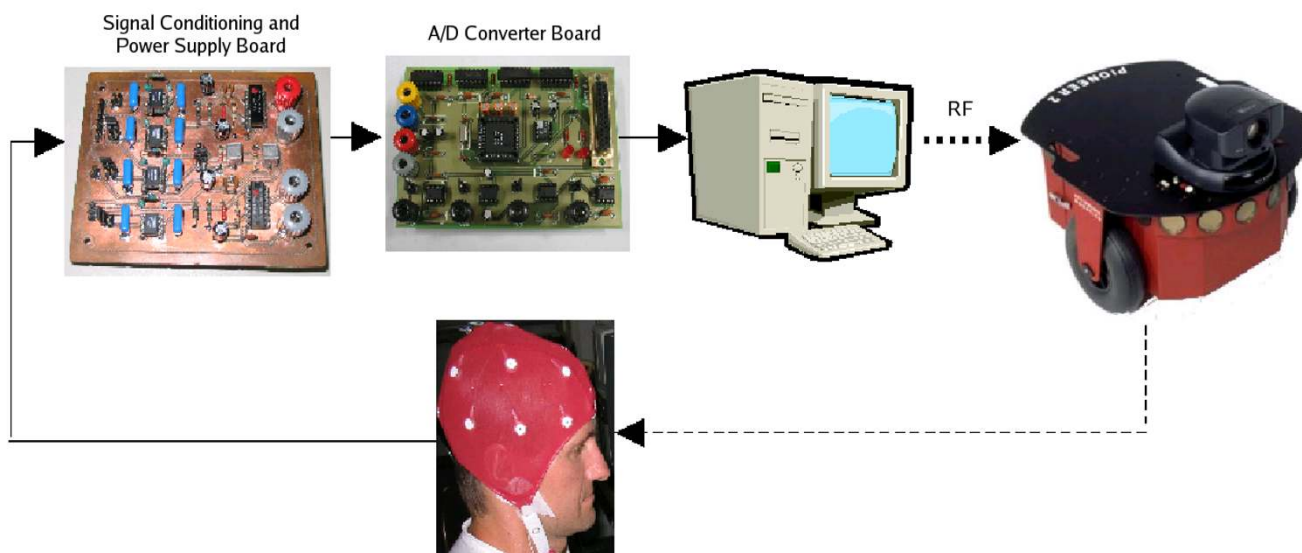 Signal Conditioning and
Power Supply Board
A/D Converter Board
RF
PIONEER 2